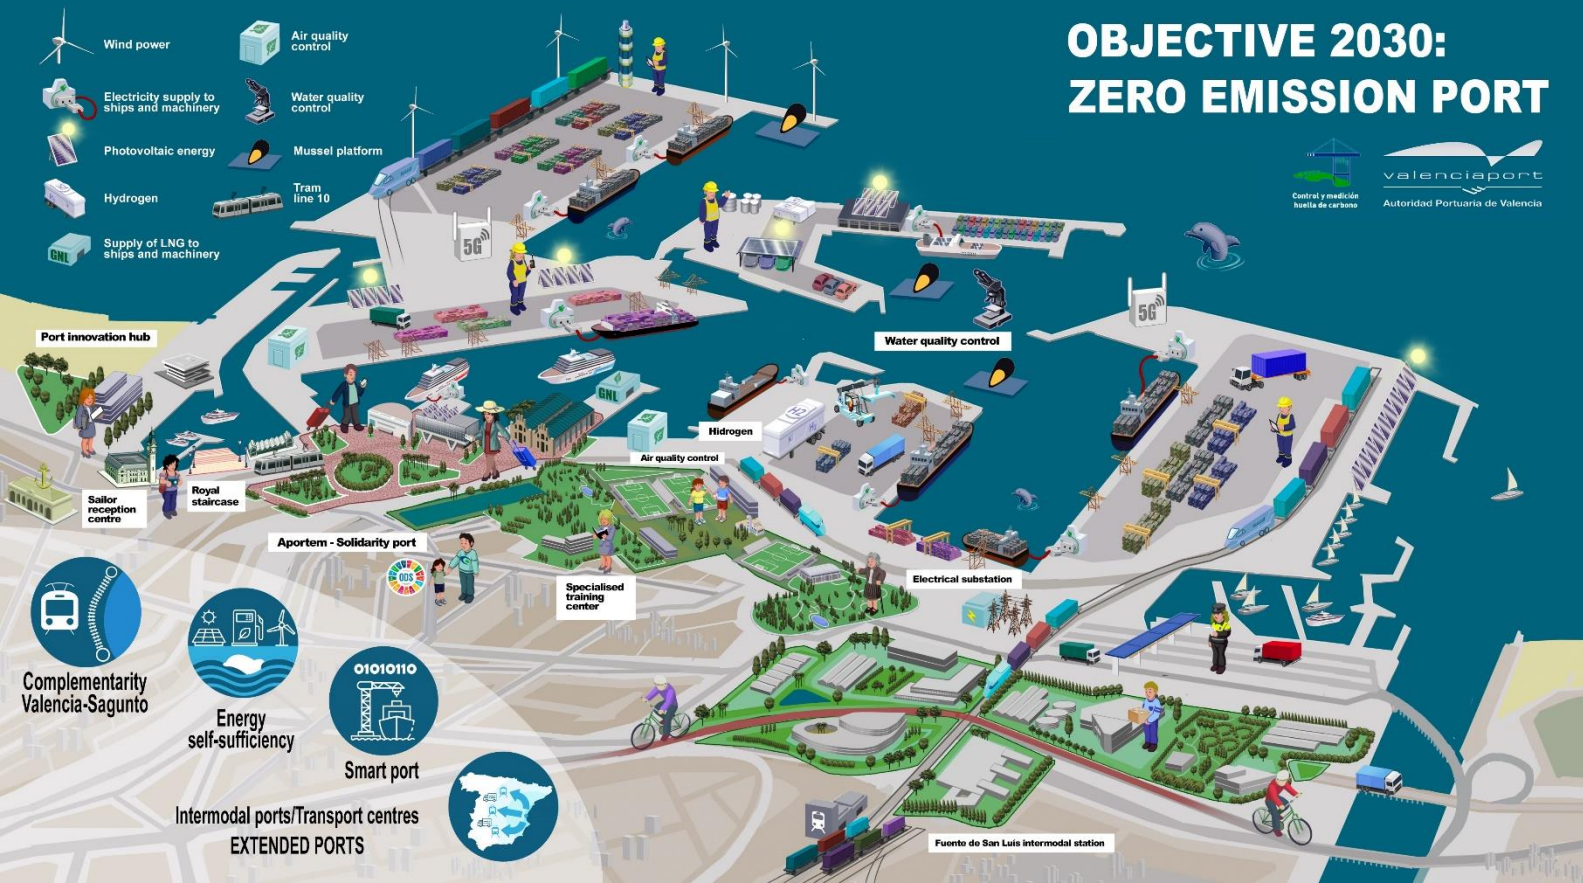 OBJECTIVE 2030:
ZERO EMISSION PORT
Control y medición
huella de carbono
valenciaport
Autoridad Portuaria de Valencia
Wind power
Air quality
control
Electricity supply to
ships and machinery
Water quality
control
Photovoltaic energy
Mussel platform
Hydrogen
Tram
line 10
GNL
Supply of LNG to
ships and machinery
5G
5G
Port innovation hub
Water quality control
GNL
H2
Hidrogen
Air quality control
Sailor
reception
centre
Royal
staircase
Aportem - Solidarity port
ODS
Specialised
training
center
Electrical substation
Complementarity
Valencia-Sagunto
Energy
self-sufficiency
01010110
Smart port
Intermodal ports/Transport centres
EXTENDED PORTS
Fuente de San Luís intermodal station